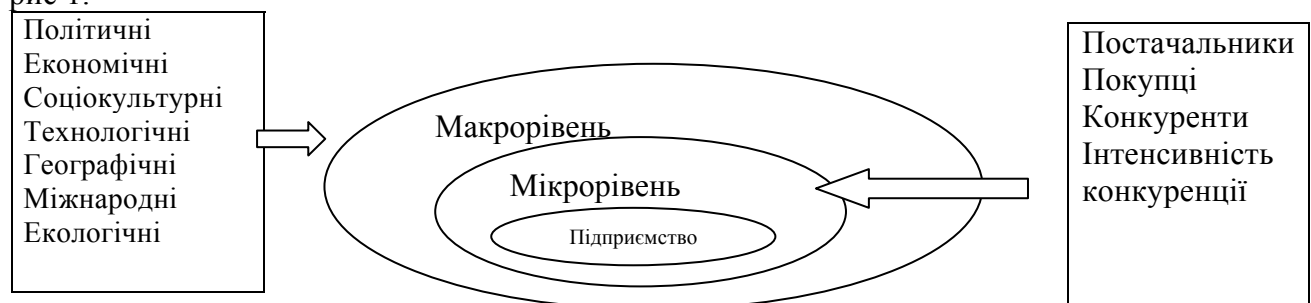 рис 1.
Політичні
Економічні
Соціокультурні
Технологічні
Географічні
Міжнародні
Екологічні
Макрорівень
Мікрорівень
Підприємство
Постачальники
Покупці
Конкуренти
Інтенсивність
конкуренції